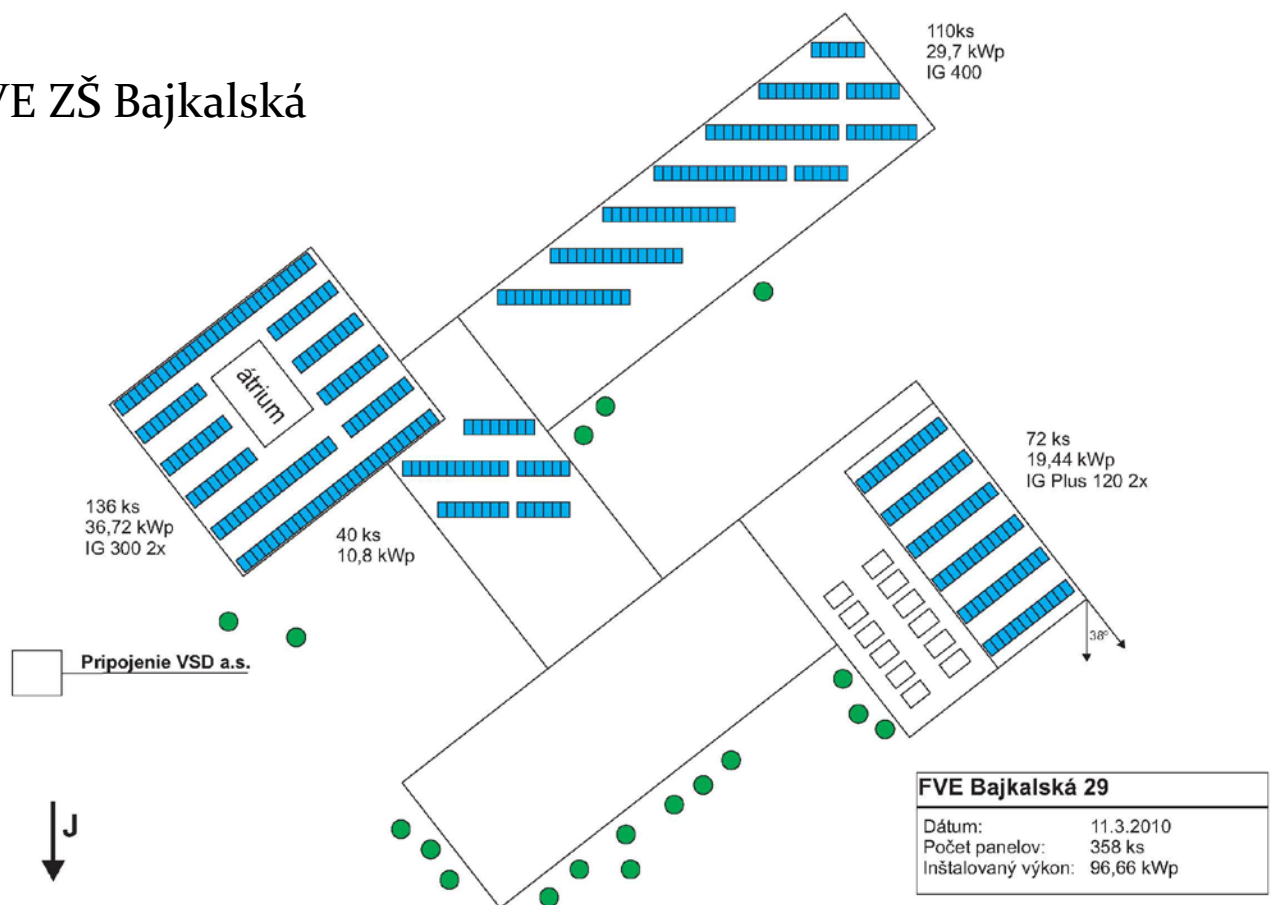 VE ZŠ Bajkalská
110ks
29,7 kWp
IG 400
átrium
136 ks
36,72 kWp
IG 300 2x
40 ks
10,8 kWp
72 ks
19,44 kWp
IG Plus 120 2x
38°
Pripojenie VSD a.s.
J
FVE Bajkalská 29
Dátum: 11.3.2010
Počet panelov: 358 ks
Inštalovaný výkon: 96,66 kWp